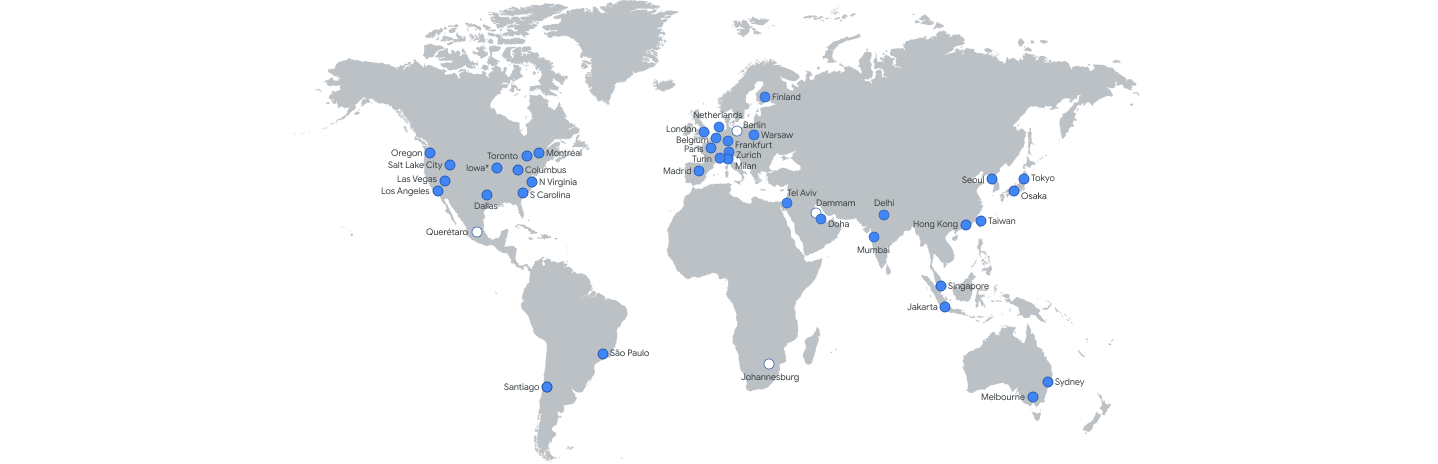 Finland
Netherlands
London
Berlin
Belgium
Warsaw
Paris
Frankfurt
Turin
Zurich
Milan
Madrid
Oregon
Toronto
Montréal
Salt Lake City
Iowa*
Columbus
Las Vegas
N Virginia
Los Angeles
S Carolina
Dallas
Querétaro
Tel Aviv
Dammam
Doha
Delhi
Mumbai
Seoul
Tokyo
Osaka
Hong Kong
Taiwan
Singapore
Jakarta
São Paulo
Santiago
Johannesburg
Sydney
Melbourne